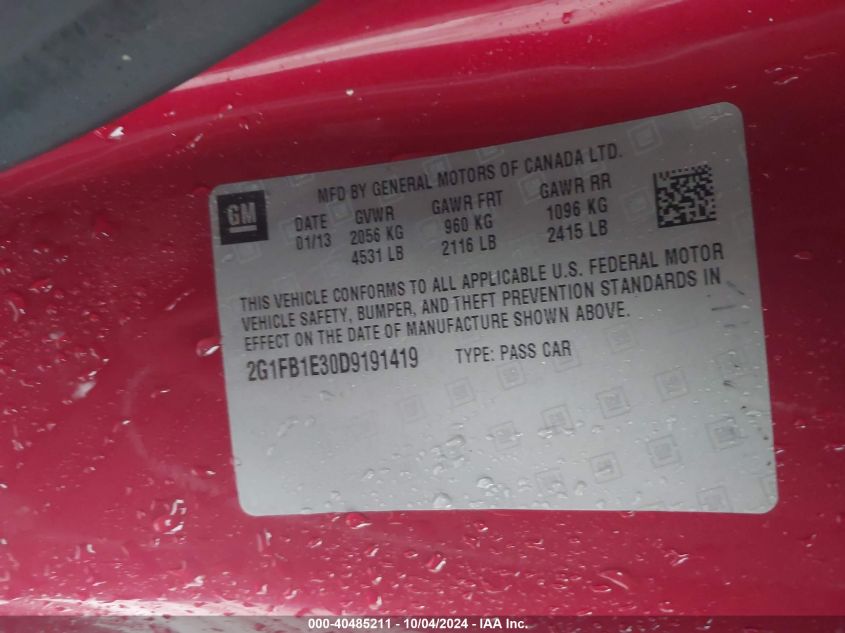 MFD BY GENERAL MOTORS OF CANADA LTD.
GM
DATE GVWR GAWR FRT GAWR RR
01/13 2056 KG 960 KG 1096 KG
4531 LB 2116 LB 2415 LB
THIS VEHICLE CONFORMS TO ALL APPLICABLE U.S. FEDERAL MOTOR
VEHICLE SAFETY, BUMPER, AND THEFT PREVENTION STANDARDS IN
EFFECT ON THE DATE OF MANUFACTURE SHOWN ABOVE.
2G1FB1E30D9191419 TYPE: PASS CAR
000-40485211 - 10/04/2024 - IAA Inc.